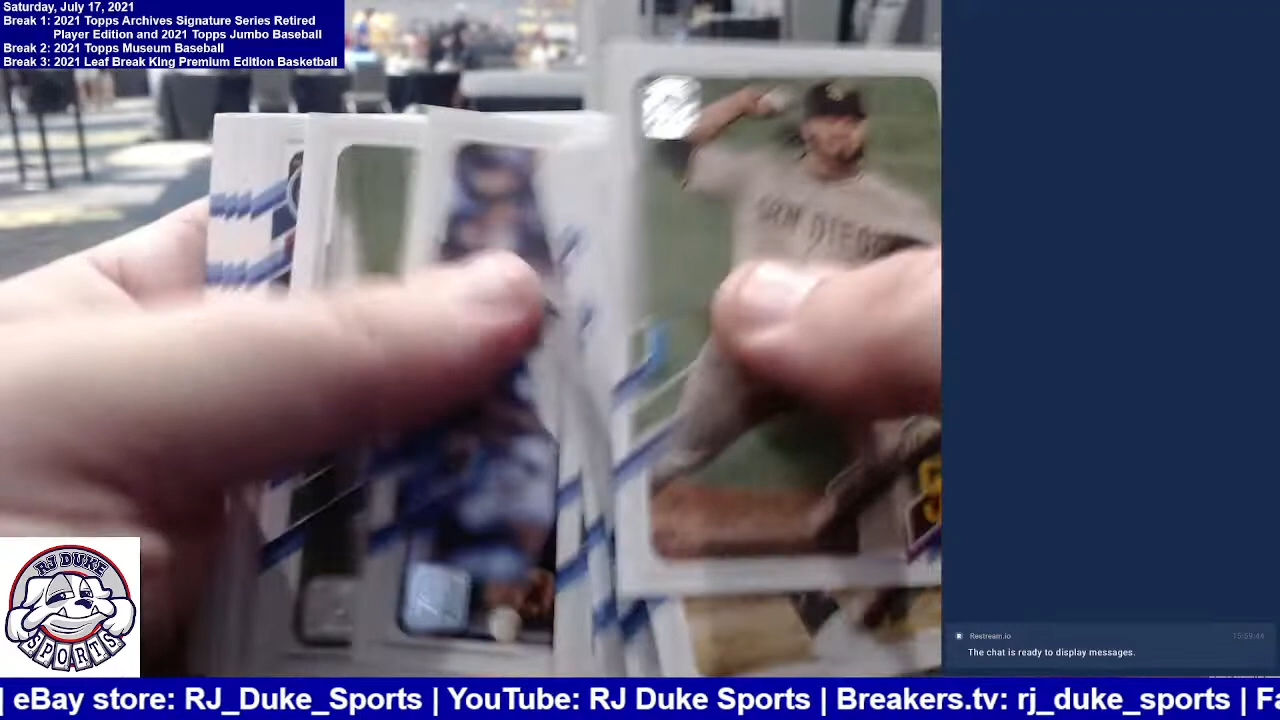 Saturday, July 17, 2021
Break 1: 2021 Topps Archives Signature Series Retired
Player Edition and 2021 Topps Jumbo Baseball
Break 2: 2021 Topps Museum Baseball
Break 3: 2021 Leaf Break King Premium Edition Basketball
SAN DIEGO
RJ DUKE
SPORTS
Restream.io
15:59:44
The chat is ready to display messages.
| eBay store: RJ_Duke_Sports | YouTube: RJ Duke Sports | Breakers.tv: rj_duke_sports | Fa